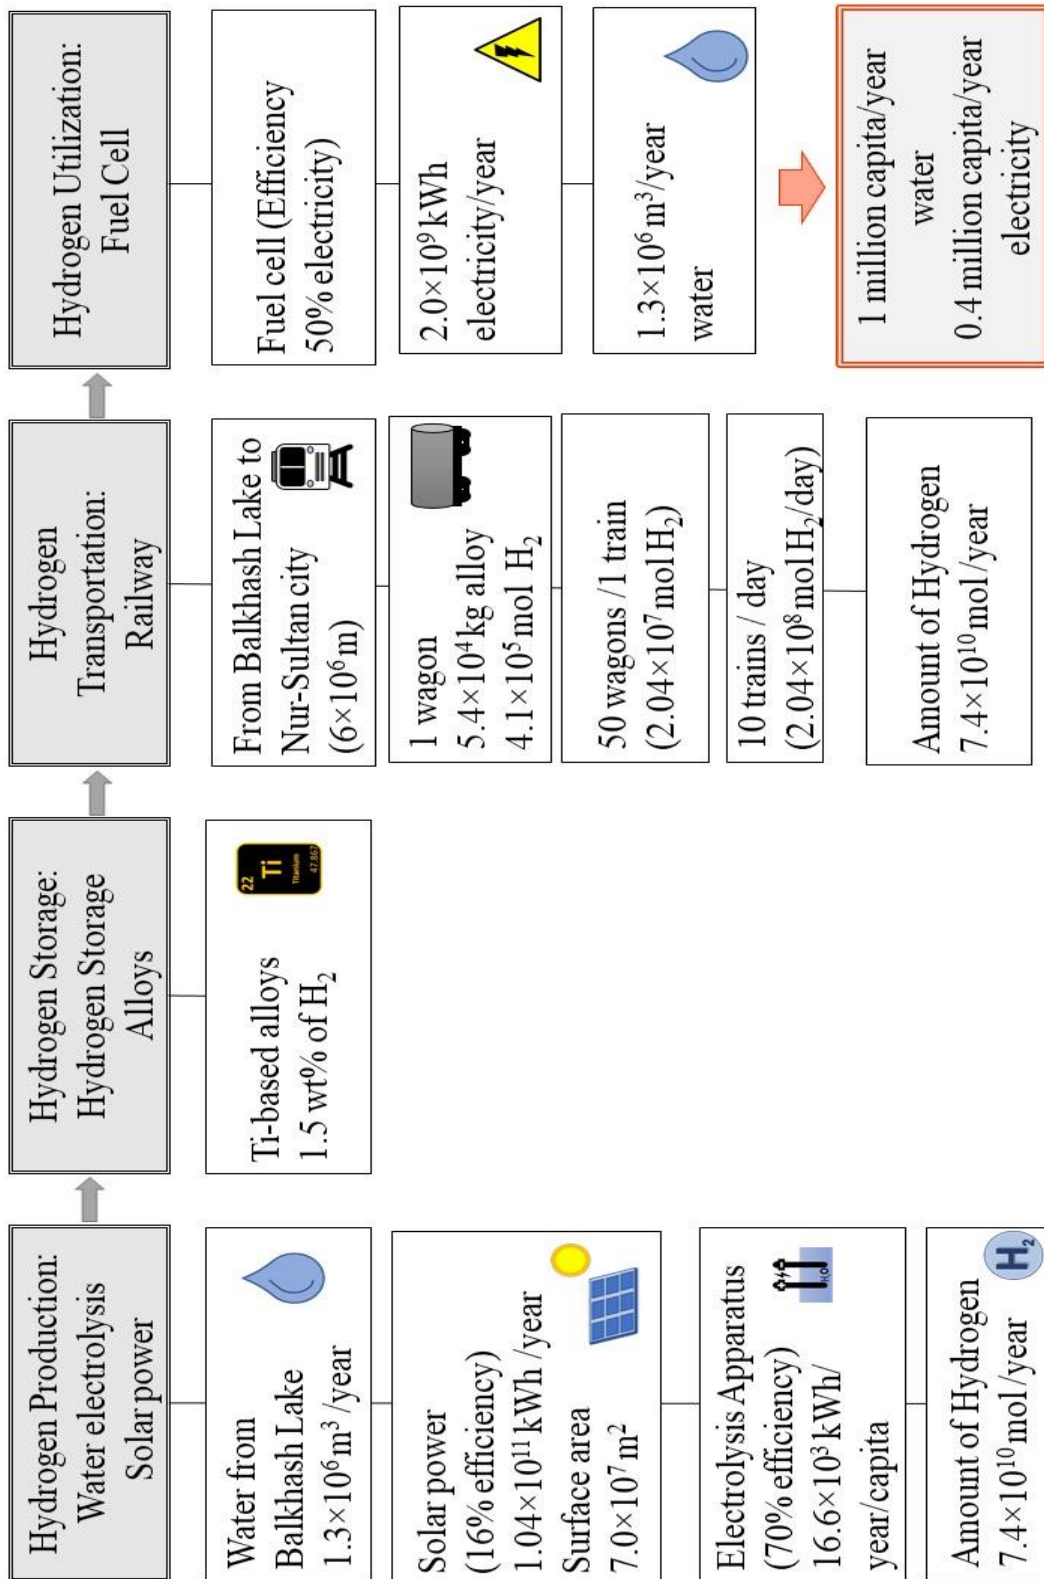 Hydrogen Production:
Water electrolysis
Solar power
Water from
Balkhash Lake
1.3×10⁶ m³ /year
Solar power
(16% efficiency)
1.04×10¹¹ kWh /year
Surface area
7.0×10⁷ m²
Electrolysis Apparatus
(70% efficiency)
16.6×10³ kWh/
year/capita
H₂O
Amount of Hydrogen
7.4×10¹⁰ mol /year
H₂
Hydrogen Storage:
Hydrogen Storage
Alloys
Ti-based alloys
1.5 wt% of H₂
22
Ti
Titanium
47.867
Hydrogen
Transportation:
Railway
From Balkhash Lake to
Nur-Sultan city
(6×10⁶ m)
1 wagon
5.4×10⁴ kg alloy
4.1×10⁵ mol H₂
50 wagons /1 train
(2.04×10⁷ mol H₂)
10 trains / day
(2.04×10⁸ mol H₂/day)
Amount of Hydrogen
7.4×10¹⁰ mol /year
Hydrogen Utilization:
Fuel Cell
Fuel cell (Efficiency
50% electricity)
2.0×10⁹ kWh
electricity/year
1.3×10⁶ m³/year
water
1 million capita/year
water
0.4 million capita/year
electricity